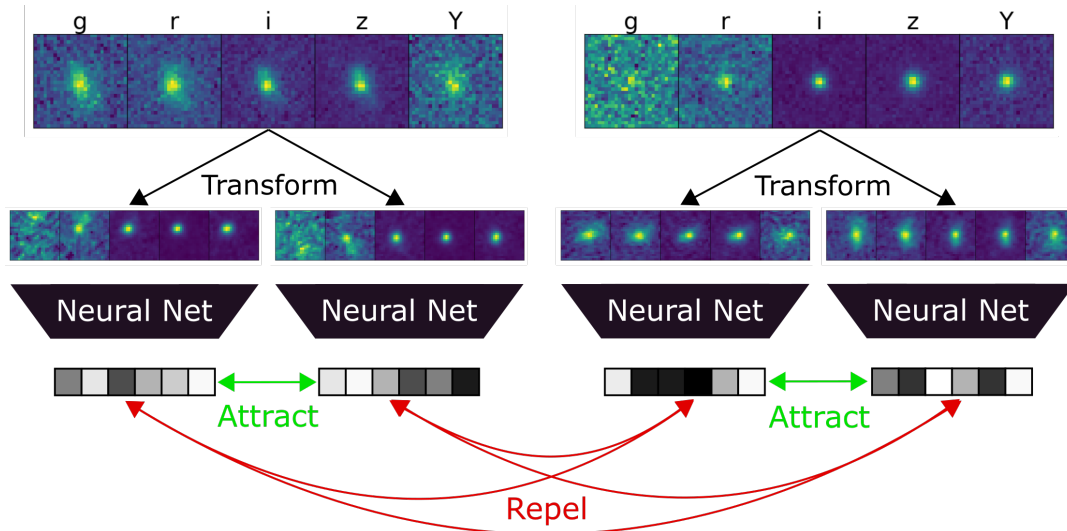 g r i z Y
g r i z Y
Transform
Transform
Neural Net
Neural Net
Neural Net
Neural Net
Attract
Attract
Repel